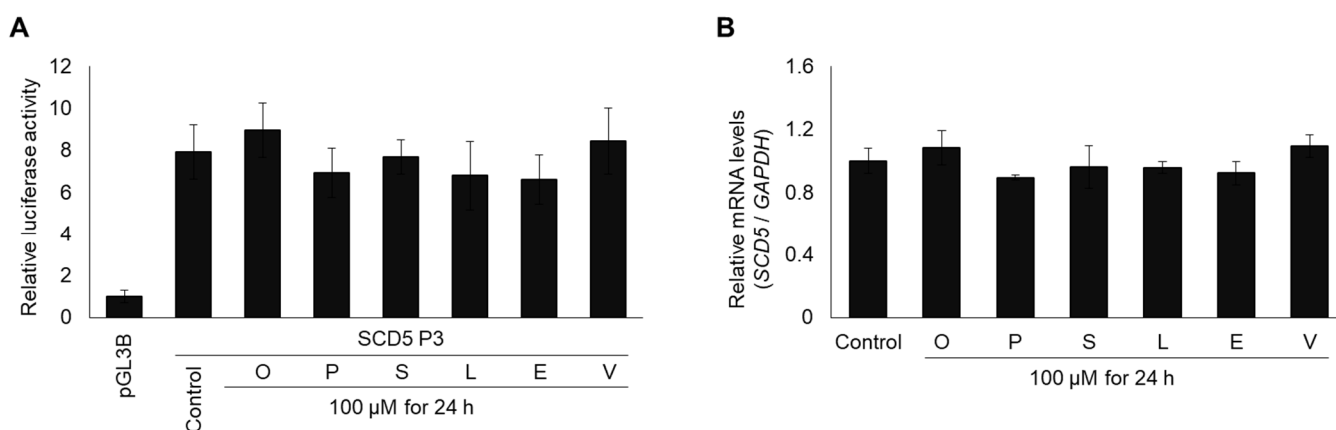 A
Relative luciferase activity
12
10
8
6
4
2
0
pGL3B
Control
SCD5 P3
O P S L E V
100 µM for 24 h
B
Relative mRNA levels
(SCD5 / GAPDH)
1.6
1.2
0.8
0.4
0
Control O P S L E V
100 µM for 24 h